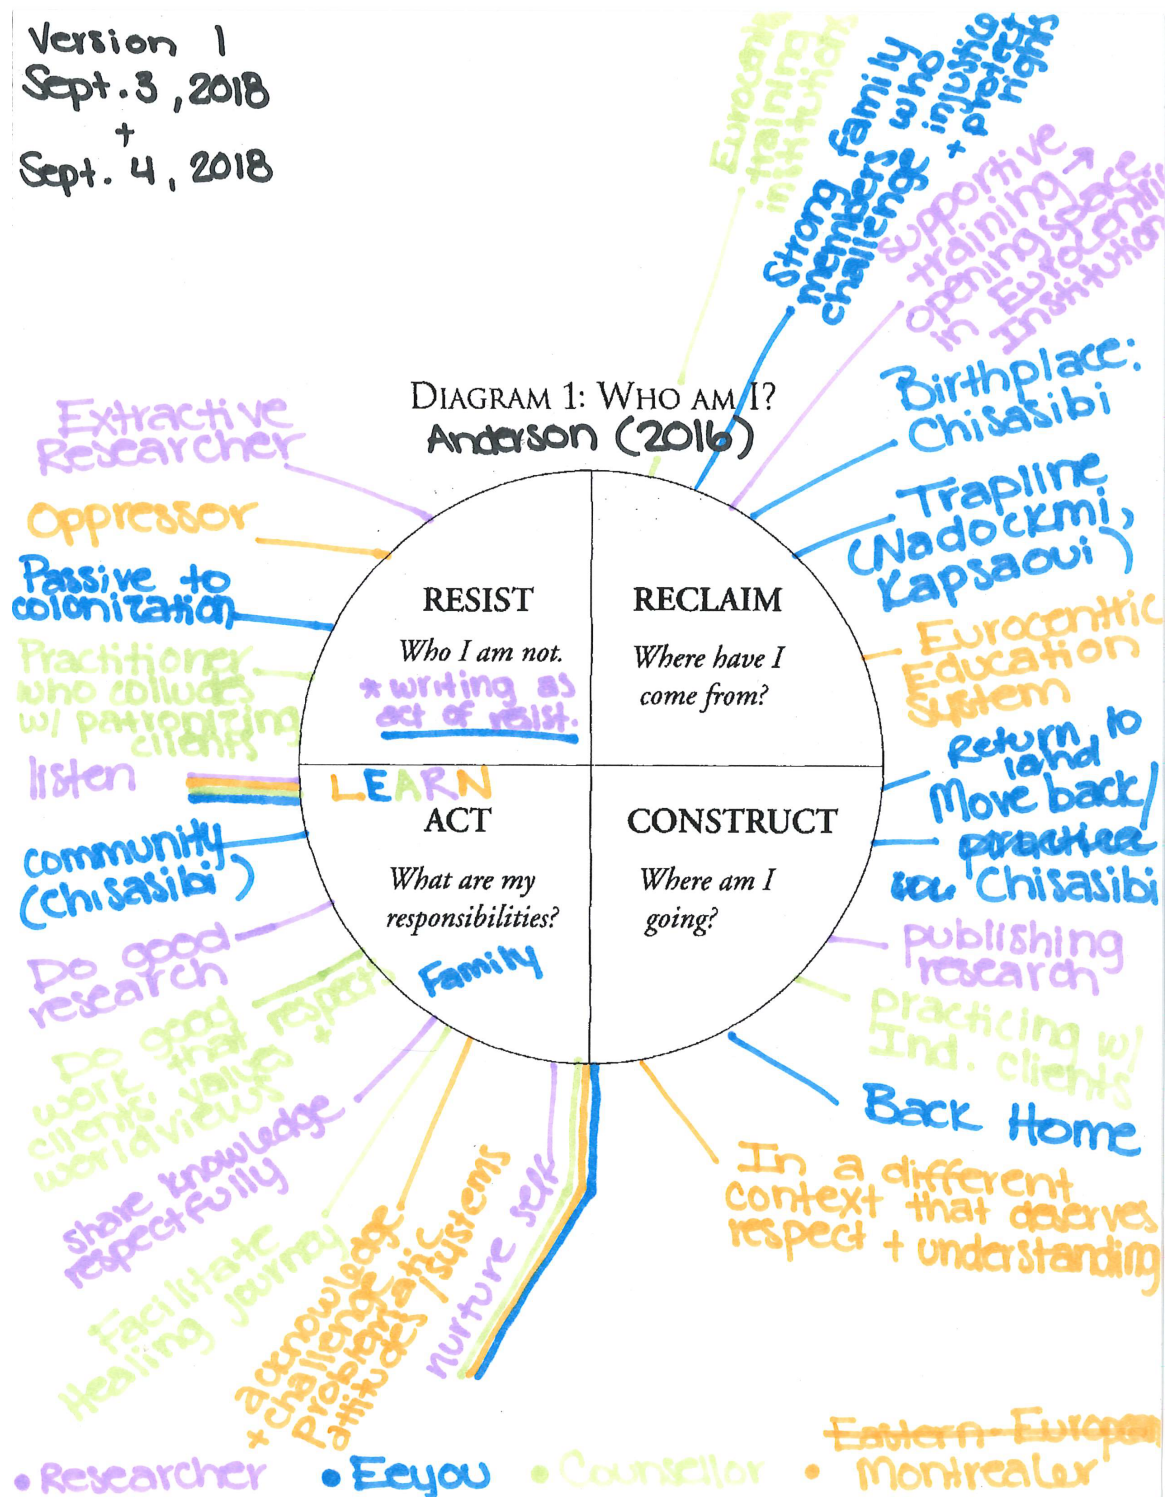 Version 1
Sept. 3, 2018
+
Sept. 4, 2018
training
institution
Strong family
members who
challenge injustice
+ protect
rights
supportive
training →
opening space
in Eurocentric
Institution
Birthplace:
Chisasibi
Trapline
(Nadockmi,
Kapsaoui)
Eurocentric
Education
System
DIAGRAM 1: WHO AM I?
Anderson (2016)
Extractive
Researcher
Oppressor
Passive to
colonization
Practitioner
who colludes
w/ patronizing
clients
RESIST
Who I am not.
* writing as
act of resist.
RECLAIM
Where have I
come from?
listen
community
(Chisasibi)
Do good
research
Do good
work that respects
clients' values +
worldviews
share knowledge
respectfully
Facilitate
Healing journey
acknowledge
+ challenge
problematic
attitudes/systems
nurture self
LEARN
ACT
What are my
responsibilities?
Family
CONSTRUCT
Where am I
going?
Return to
land
Move back/
practice
Chisasibi
publishing
research
practicing w/
Ind. clients
Back Home
In a different
context that deserves
respect + understanding
• Researcher
• Eeyou
• Counsellor
Eastern European
• Montrealer